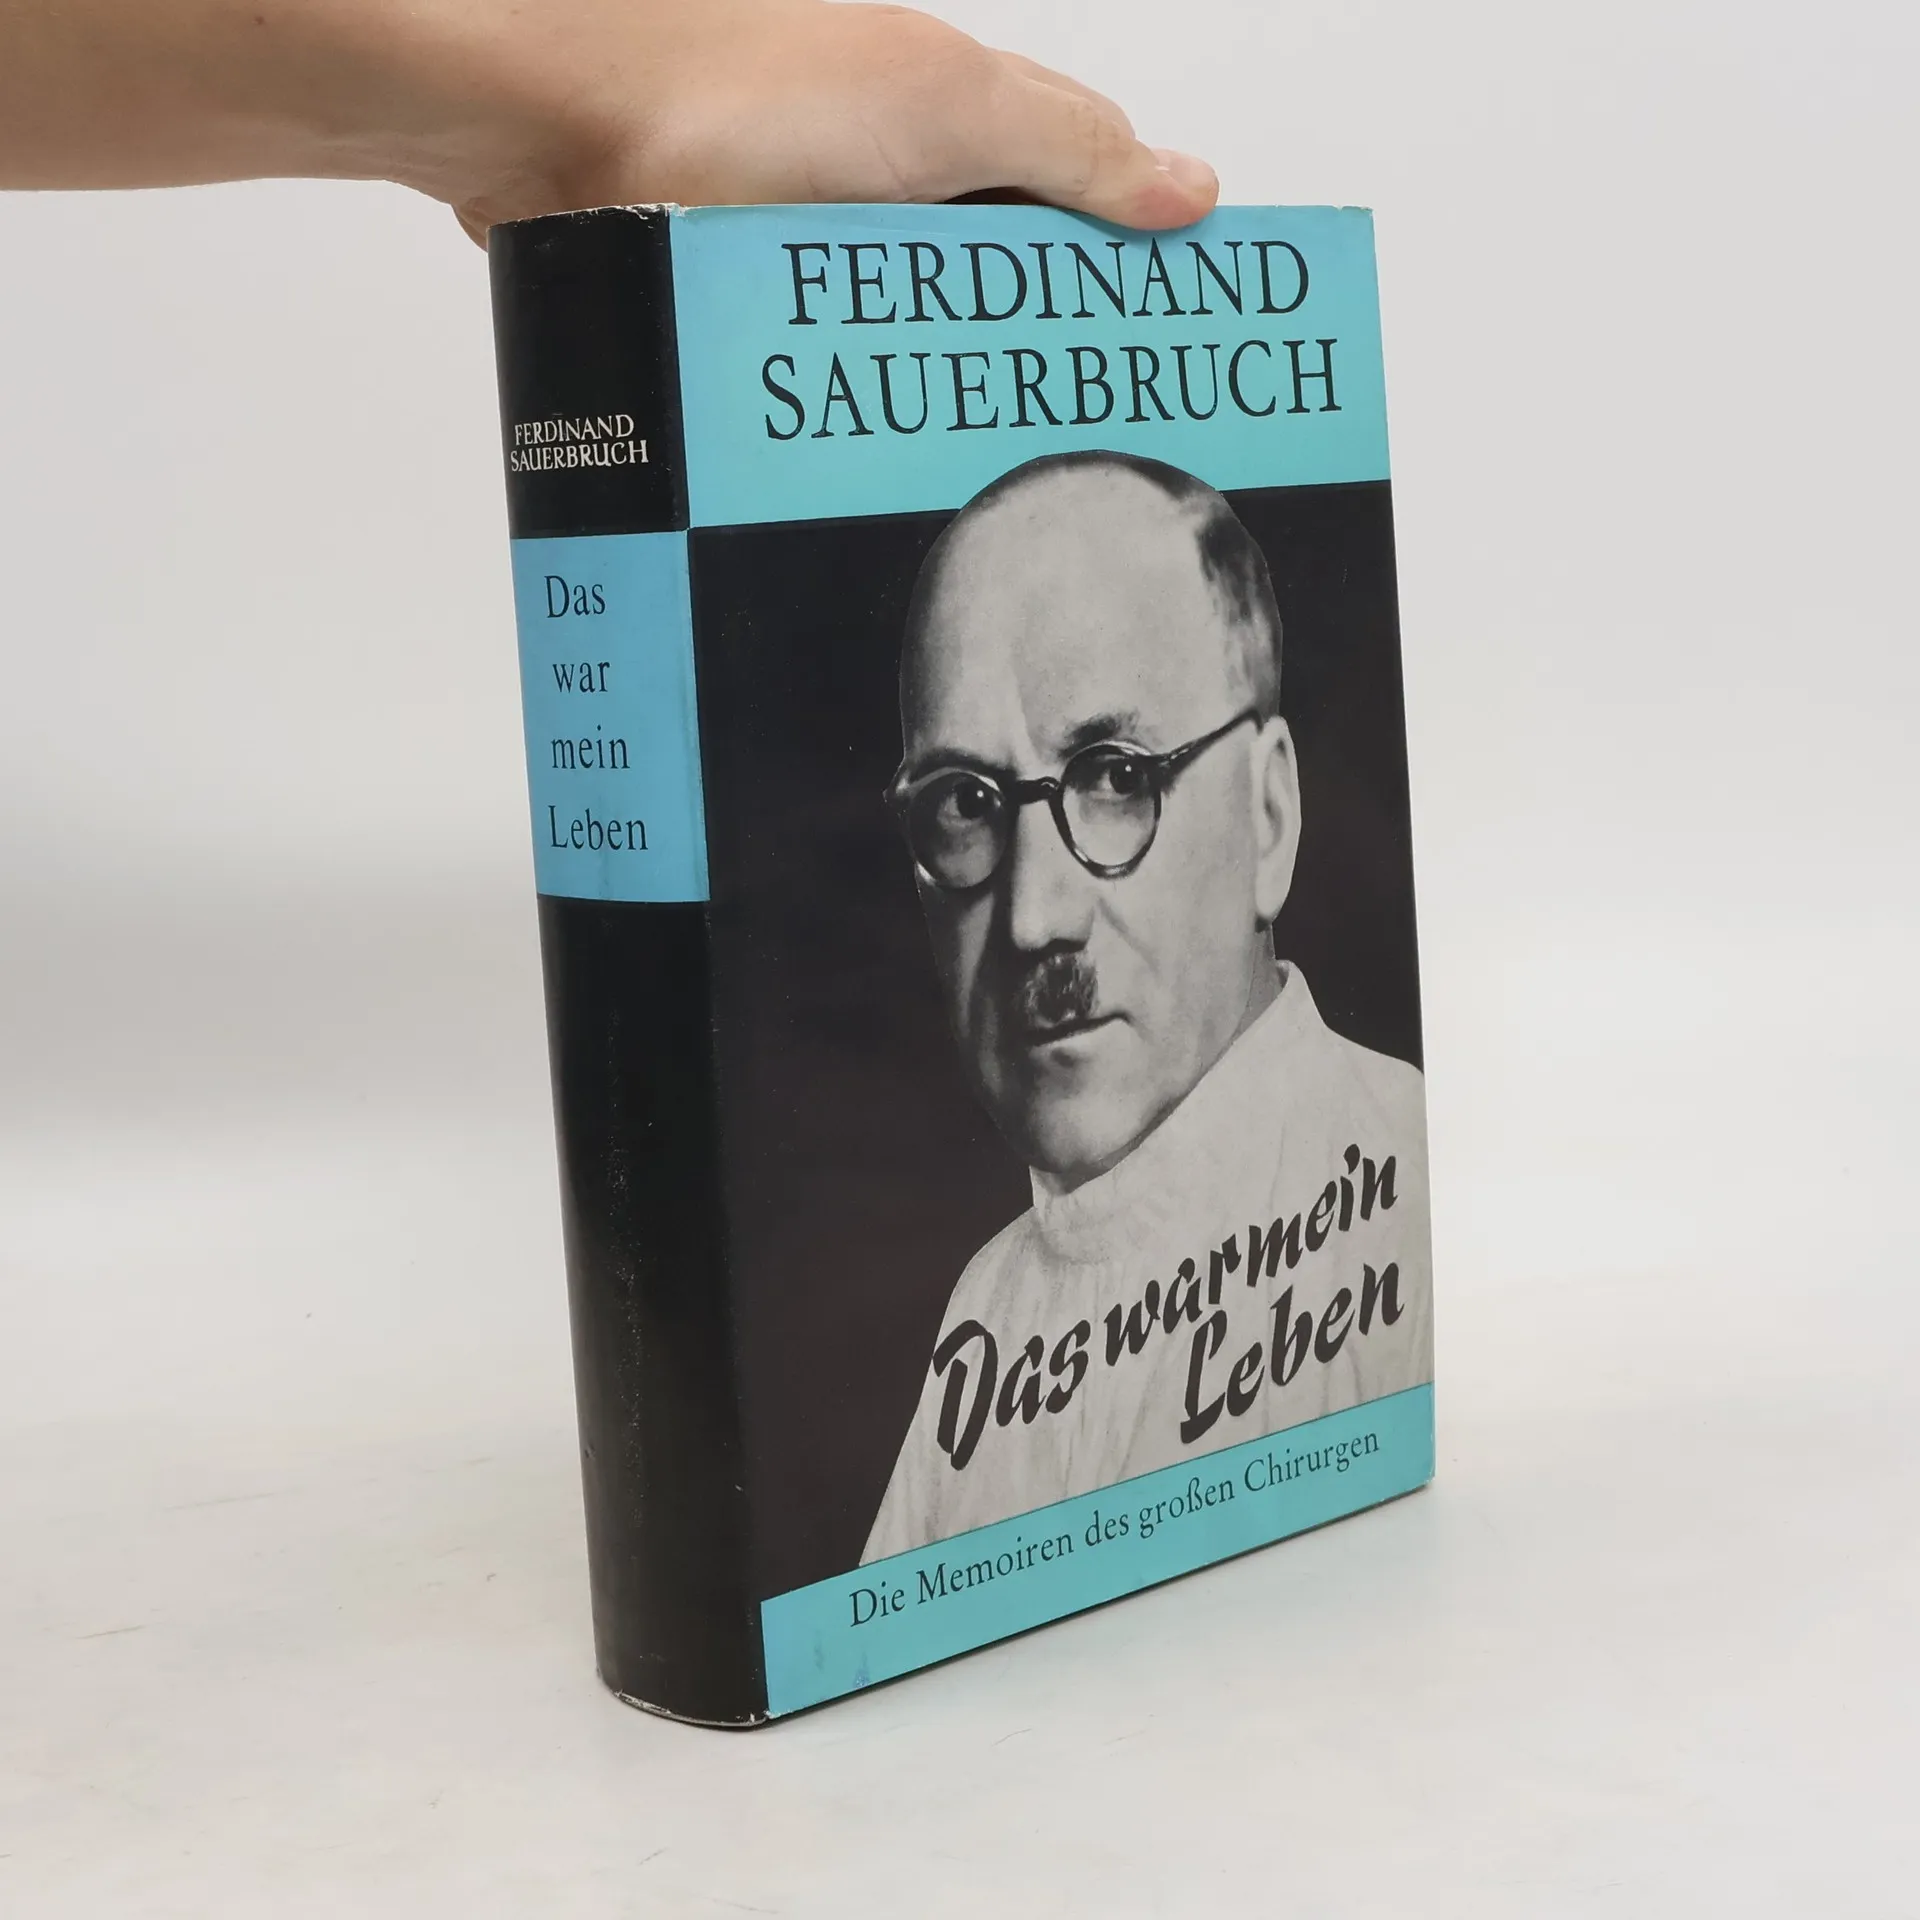 FERDINAND
SAUERBRUCH
Das
war
mein
Leben
FERDINAND
SAUERBRUCH
Das war mein
Leben
Die Memoiren des großen Chirurgen